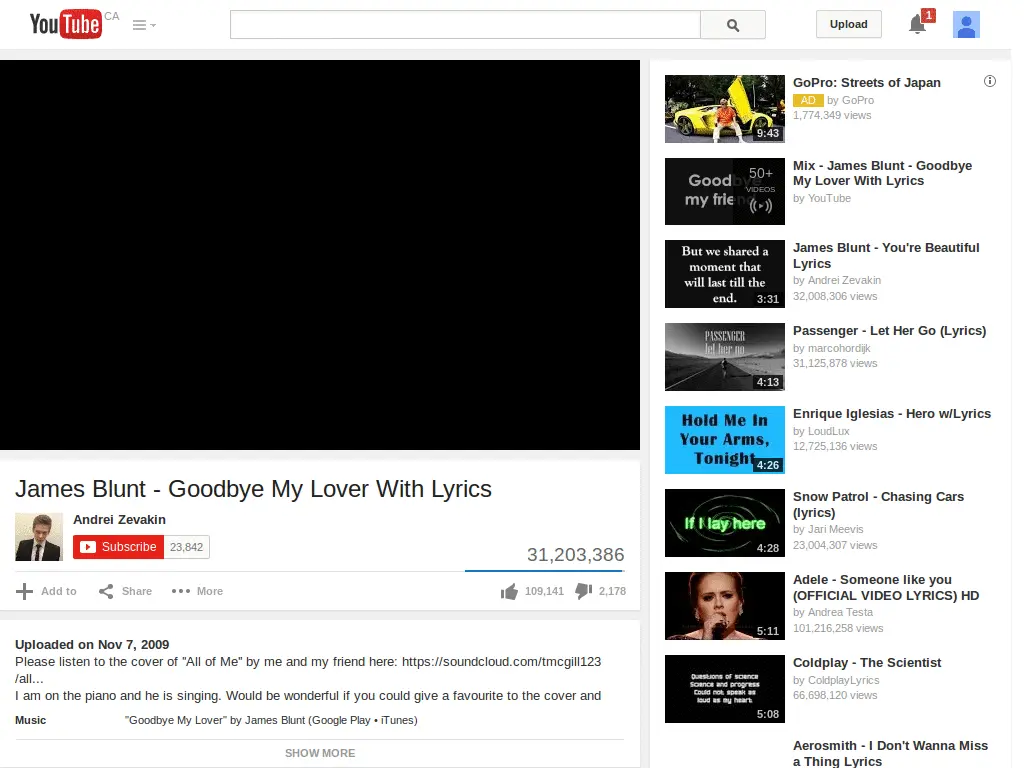 YouTube CA
Upload
1
GoPro: Streets of Japan
AD by GoPro
1,774,349 views
9:43
Mix - James Blunt - Goodbye
My Lover With Lyrics
by YouTube
Goodbye
my friend
50+
VIDEOS
James Blunt - You're Beautiful
Lyrics
by Andrei Zevakin
32,008,306 views
But we shared a
moment that
will last till the
end.
3:31
Passenger - Let Her Go (Lyrics)
by marcohordijk
31,125,878 views
PASSENGER
let her go
4:13
Enrique Iglesias - Hero w/Lyrics
by LoudLux
12,725,136 views
Hold Me In
Your Arms,
Tonight
4:26
Snow Patrol - Chasing Cars
(lyrics)
by Jari Meevis
23,004,307 views
If I lay here
4:28
Adele - Someone like you
(OFFICIAL VIDEO LYRICS) HD
by Andrea Testa
101,216,258 views
5:11
Coldplay - The Scientist
by ColdplayLyrics
66,698,120 views
Questions of science
Science and progress
Could not speak as
loud as my heart
5:08
Aerosmith - I Don't Wanna Miss
a Thing Lyrics
James Blunt - Goodbye My Lover With Lyrics
Andrei Zevakin
Subscribe 23,842
31,203,386
Add to Share More 109,141 2,178
Uploaded on Nov 7, 2009
Please listen to the cover of "All of Me" by me and my friend here: https://soundcloud.com/tmcgill123
/all...
I am on the piano and he is singing. Would be wonderful if you could give a favourite to the cover and
Music "Goodbye My Lover" by James Blunt (Google Play • iTunes)
SHOW MORE